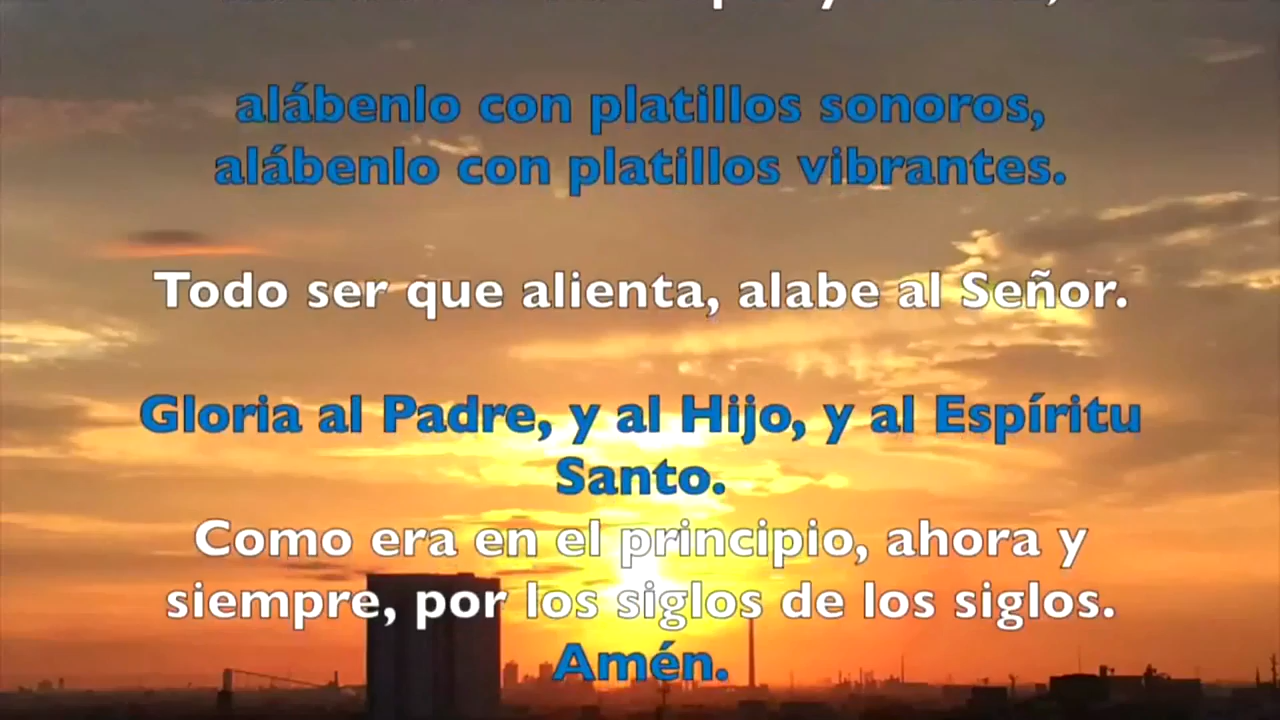 alábenlo con platillos sonoros,
alábenlo con platillos vibrantes.
Todo ser que alienta, alabe al Señor.
Gloria al Padre, y al Hijo, y al Espíritu
Santo.
Como era en el principio, ahora y
siempre, por los siglos de los siglos.
Amén.